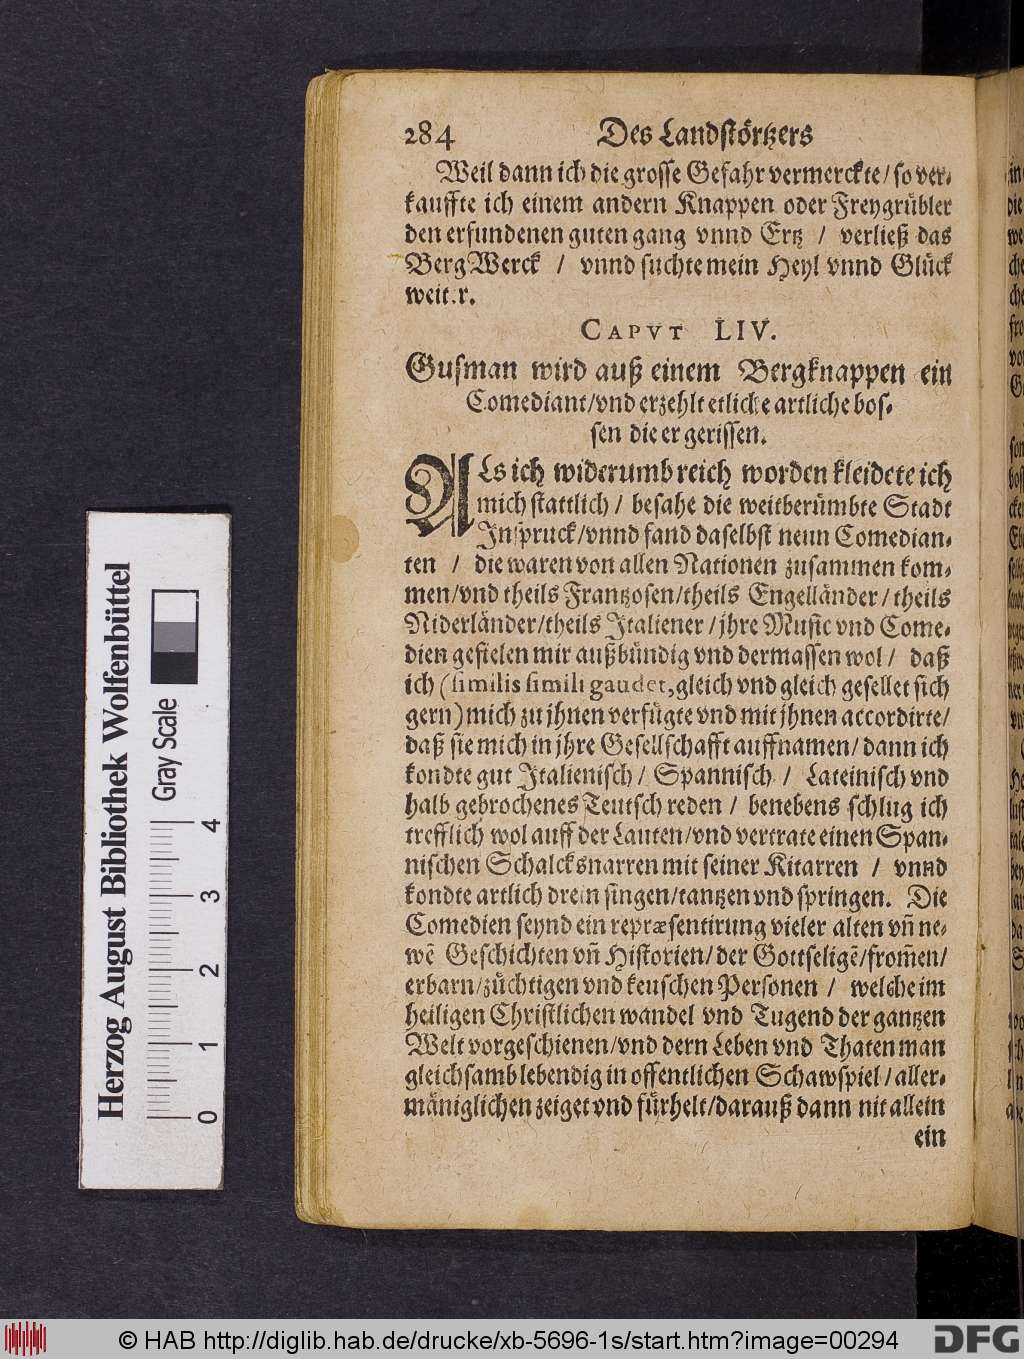 284 Des Landstörtzers
Weil dann ich die grosse Gefahr vermerckte / so ver-
kauffte ich einem andern Knappen oder Freygrübler
den erfundenen guten gang vnnd Ertz / verließ das
BergWerck / vnnd suchte mein Heyl vnnd Glück
weit.r.
CAPVT LIV.
Gusman wird auß einem Bergknappen ein
Comediant/vnd erzehlt etliche artliche bos-
sen die er gerissen.
ALs ich widerumb reich worden kleidete ich
mich stattlich / besahe die weitberümbte Stadt
Inspruck/vnnd fand daselbst neun Comedian-
ten / die waren von allen Nationen zusammen kom-
men/vnd theils Frantzosen/theils Engelländer / theils
Niderländer/theils Italiener / jhre Music vnd Come-
dien gefielen mir außbündig vnd dermassen wol / daß
ich (similis simili gaudet, gleich vnd gleich gesellet sich
gern) mich zu jhnen verfügte vnd mit jhnen accordirte/
daß sie mich in jhre Gesellschafft auffnamen / dann ich
kondte gut Italienisch / Spannisch / Lateinisch vnd
halb gebrochenes Teutsch reden / benebens schlug ich
trefflich wol auff der Lauten/vnd vertrate einen Span-
nischen Schalcksnarren mit seiner Kitarren / vnnd
kondte artlich drein singen/tantzen vnd springen. Die
Comedien seynd ein repræsentirung vieler alten vn̄ ne-
wē Geschichten vn̄ Historien/ der Gottseligē/from̄en/
erbarn/züchtigen vnd keuschen Personen / welche im
heiligen Christlichen wandel vnd Tugend der gantzen
Welt vorgeschienen/vnd dern Leben vnd Thaten man
gleichsamb lebendig in offentlichen Schawspiel / aller-
mäniglichen zeiget vnd fürhelt/darauß dann nit allein
ein
Herzog August Bibliothek Wolfenbüttel
Gray Scale
0 1 2 3 4
© HAB http://diglib.hab.de/drucke/xb-5696-1s/start.htm?image=00294
DFG